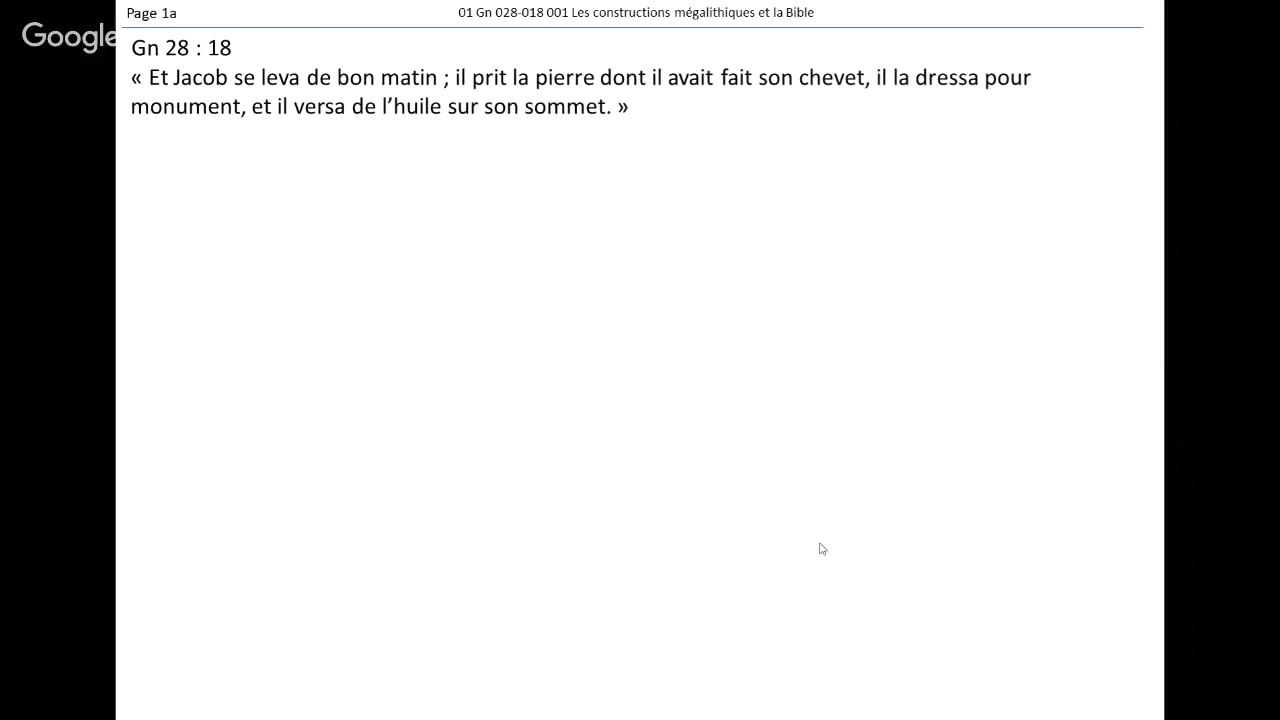 Page 1a
01 Gn 028-018 001 Les constructions mégalithiques et la Bible
Google
Gn 28 : 18
« Et Jacob se leva de bon matin ; il prit la pierre dont il avait fait son chevet, il la dressa pour
monument, et il versa de l’huile sur son sommet. »